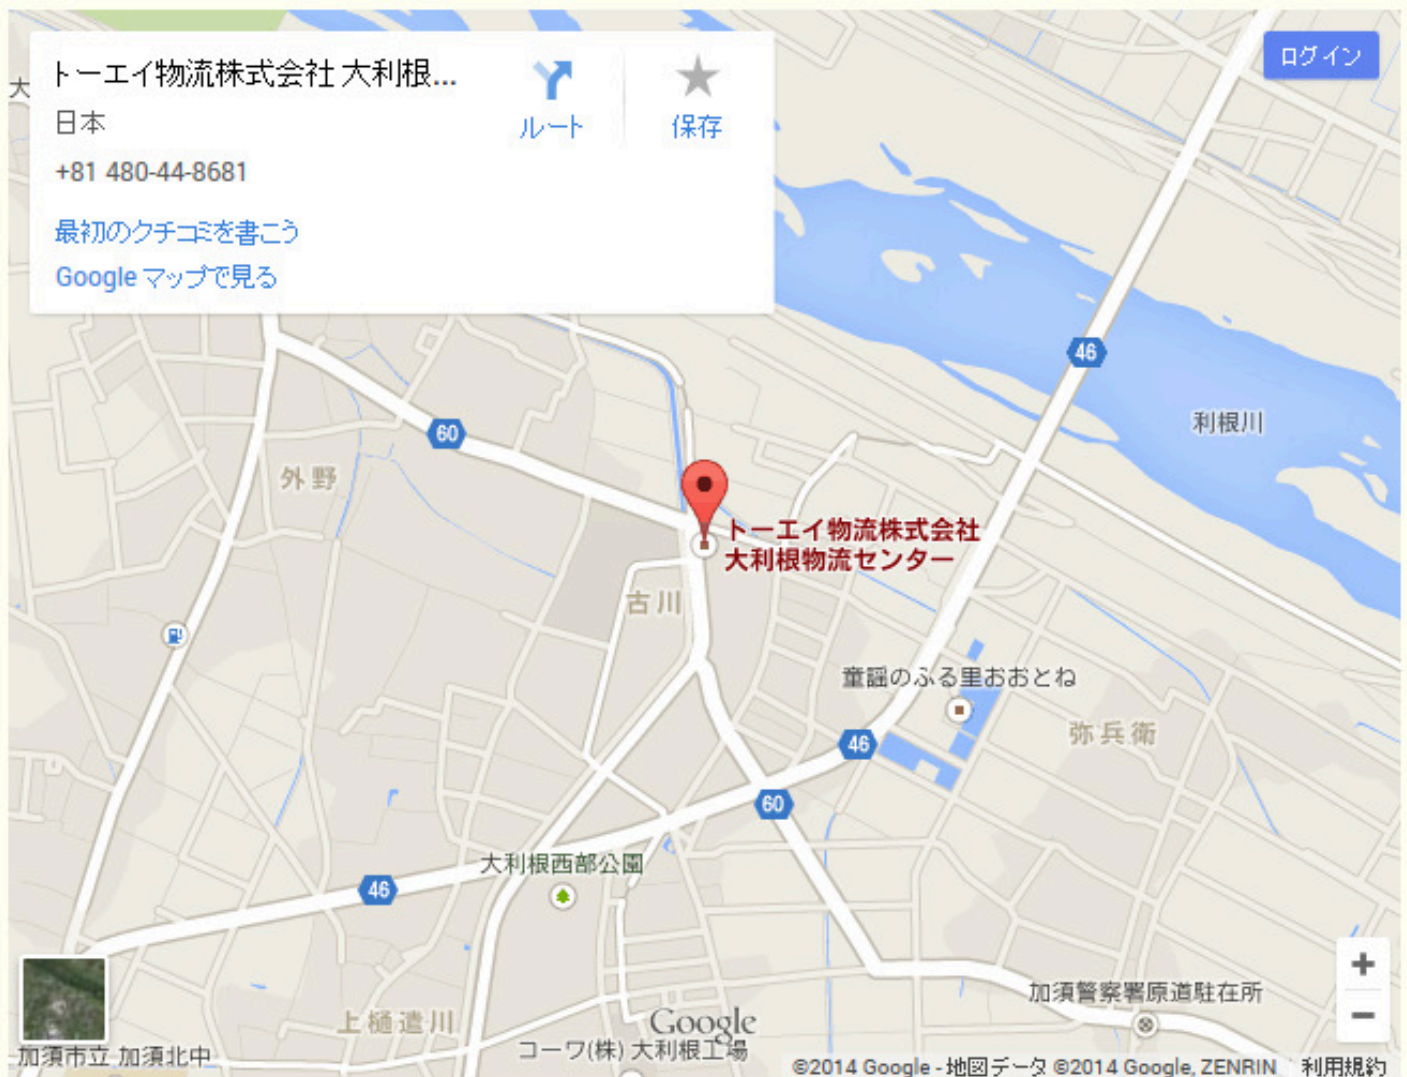 トーエイ物流株式会社 大利根...
ルート
保存
ログイン
大
日本
+81 480-44-8681
最初のクチコミを書こう
Google マップで見る
46
利根川
60
外野
トーエイ物流株式会社
大利根物流センター
古川
童謡のふる里おおとね
弥兵衛
46
60
大利根西部公園
46
加須警察署原道駐在所
上樋遣川
Google
コーワ(株) 大利根工場
加須市立 加須北中
+
−
©2014 Google - 地図データ ©2014 Google, ZENRIN
利用規約